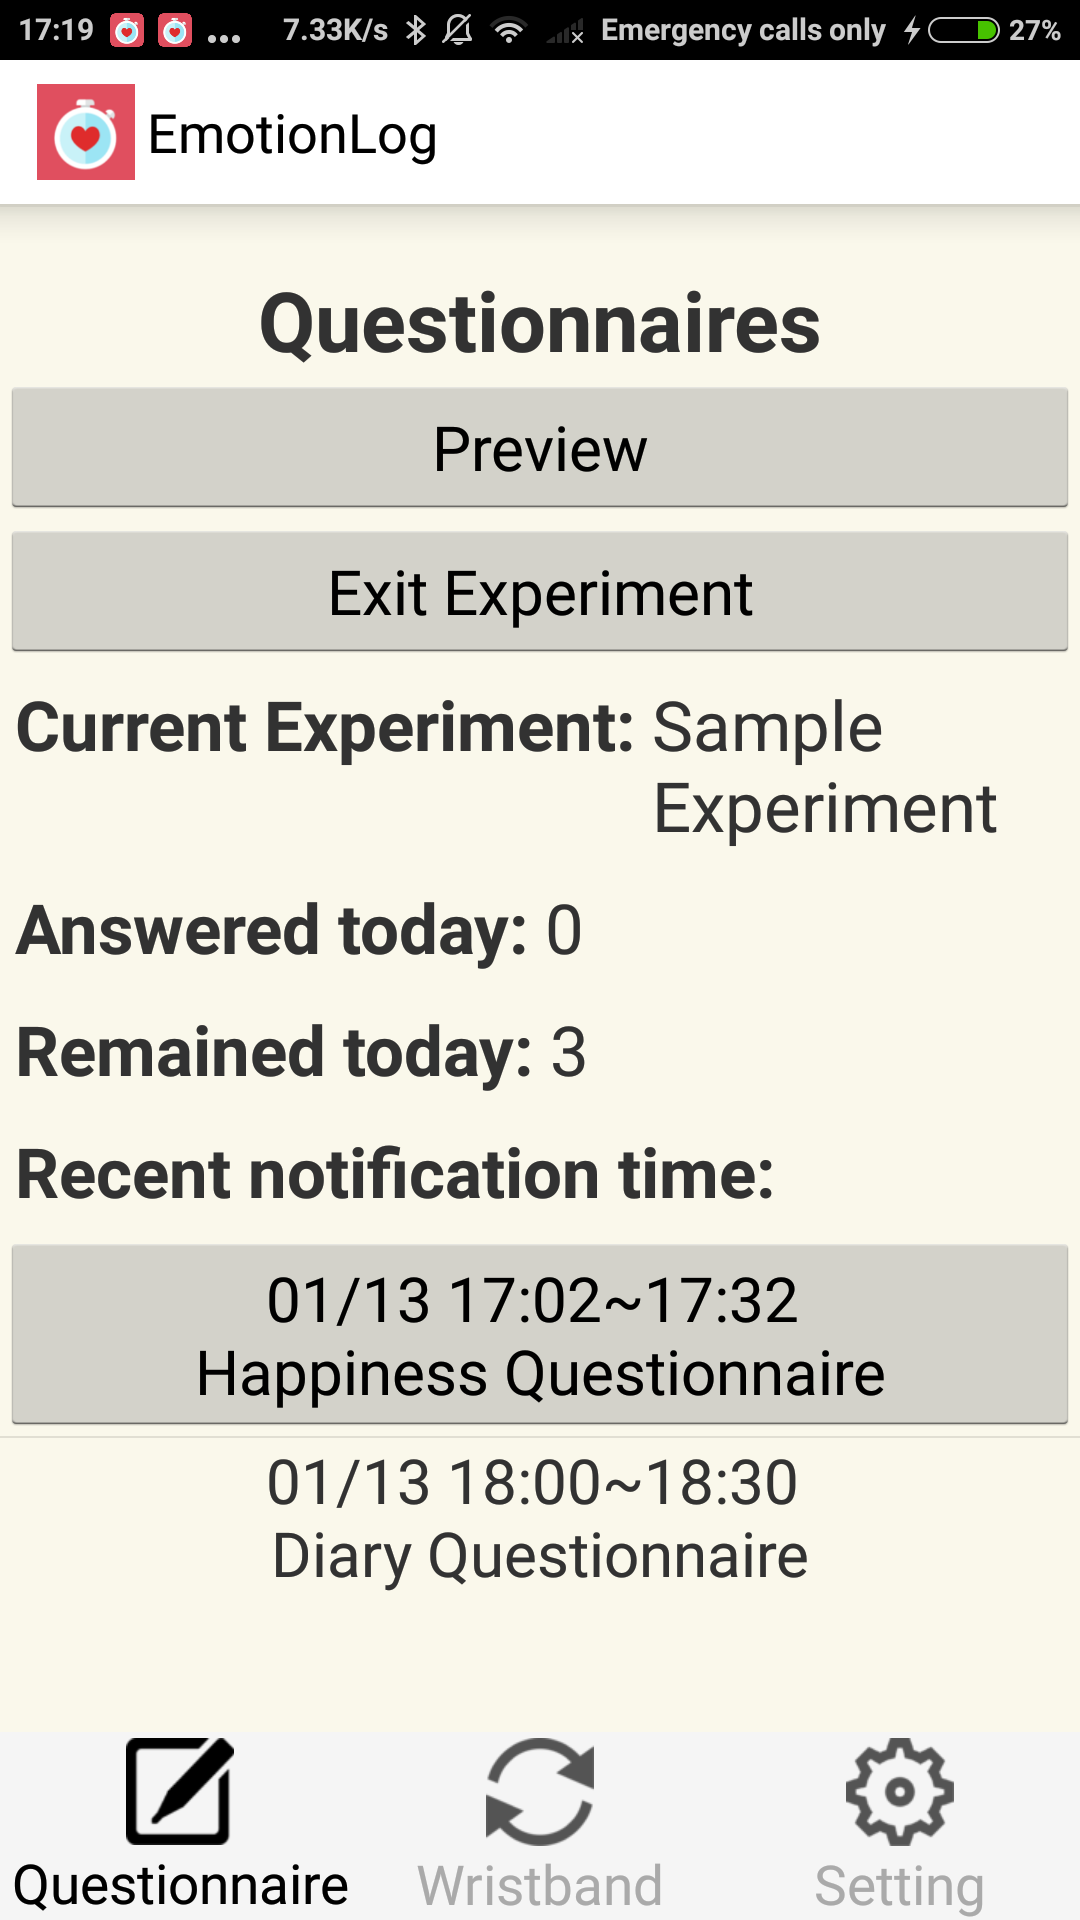 17:19 ... 7.33K/s Emergency calls only 27%
EmotionLog
Questionnaires
Preview
Exit Experiment
Current Experiment: Sample
Experiment
Answered today: 0
Remained today: 3
Recent notification time:
01/13 17:02~17:32
Happiness Questionnaire
01/13 18:00~18:30
Diary Questionnaire
Questionnaire Wristband Setting